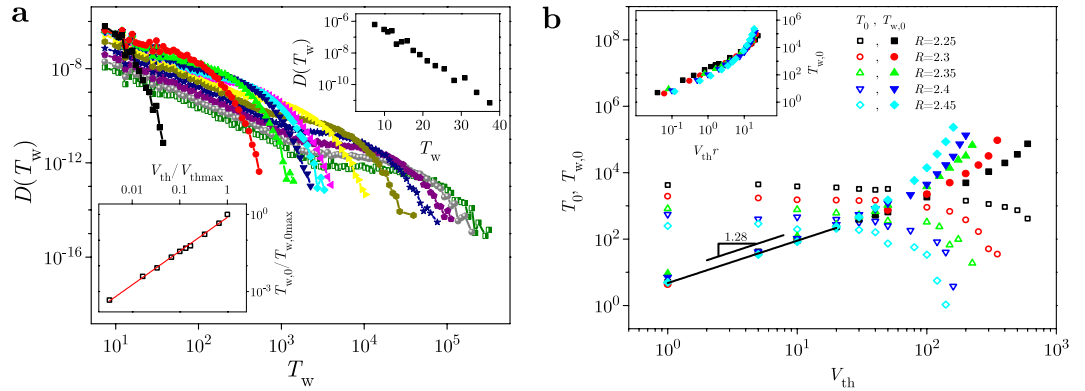 a
D(T_w)
10^-8
10^-12
10^-16
10^1
10^2
10^3
10^4
10^5
T_w
D(T_w)
10^-6
10^-8
10^-10
10
20
30
40
T_w
V_th/V_thmax
0.01
0.1
1
10^0
10^-3
T_w,0/T_w,0max
b
T_0, T_w,0
10^8
10^6
10^4
10^2
10^0
10^0
10^1
10^2
10^3
V_th
1.28
T_0 , T_w,0
, R=2.25
, R=2.3
, R=2.35
, R=2.4
, R=2.45
10^6
10^4
10^2
10^0
T_w,0
10^-1
10^0
10^1
V_th r